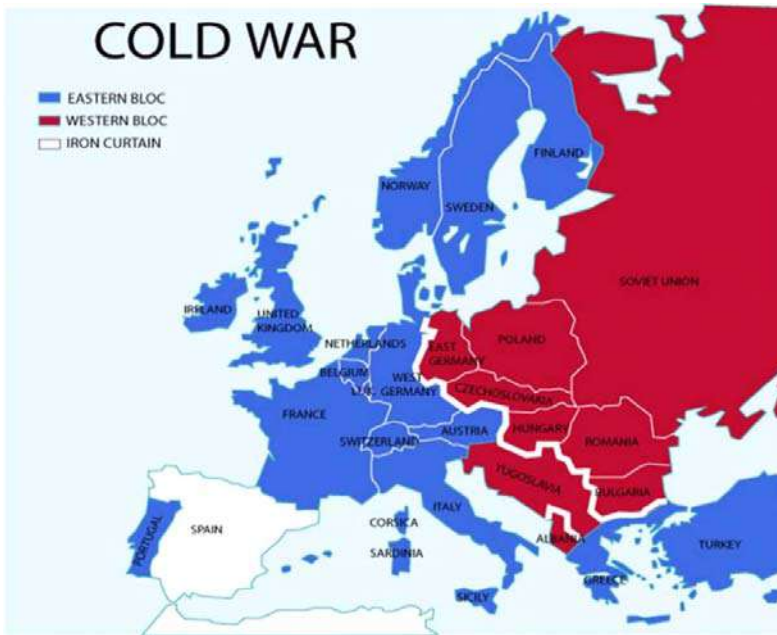 COLD WAR
EASTERN BLOC
WESTERN BLOC
IRON CURTAIN
FINLAND
NORWAY
SWEDEN
SOVIET UNION
IRELAND
UNITED
KINGDOM
NETHERLANDS
EAST
GERMANY
POLAND
BELGIUM
LUX.
WEST
GERMANY
CZECHOSLOVAKIA
FRANCE
SWITZERLAND
AUSTRIA
HUNGARY
ROMANIA
YUGOSLAVIA
BULGARIA
PORTUGAL
SPAIN
CORSICA
ITALY
SARDINIA
ALBANIA
TURKEY
GREECE
SICILY